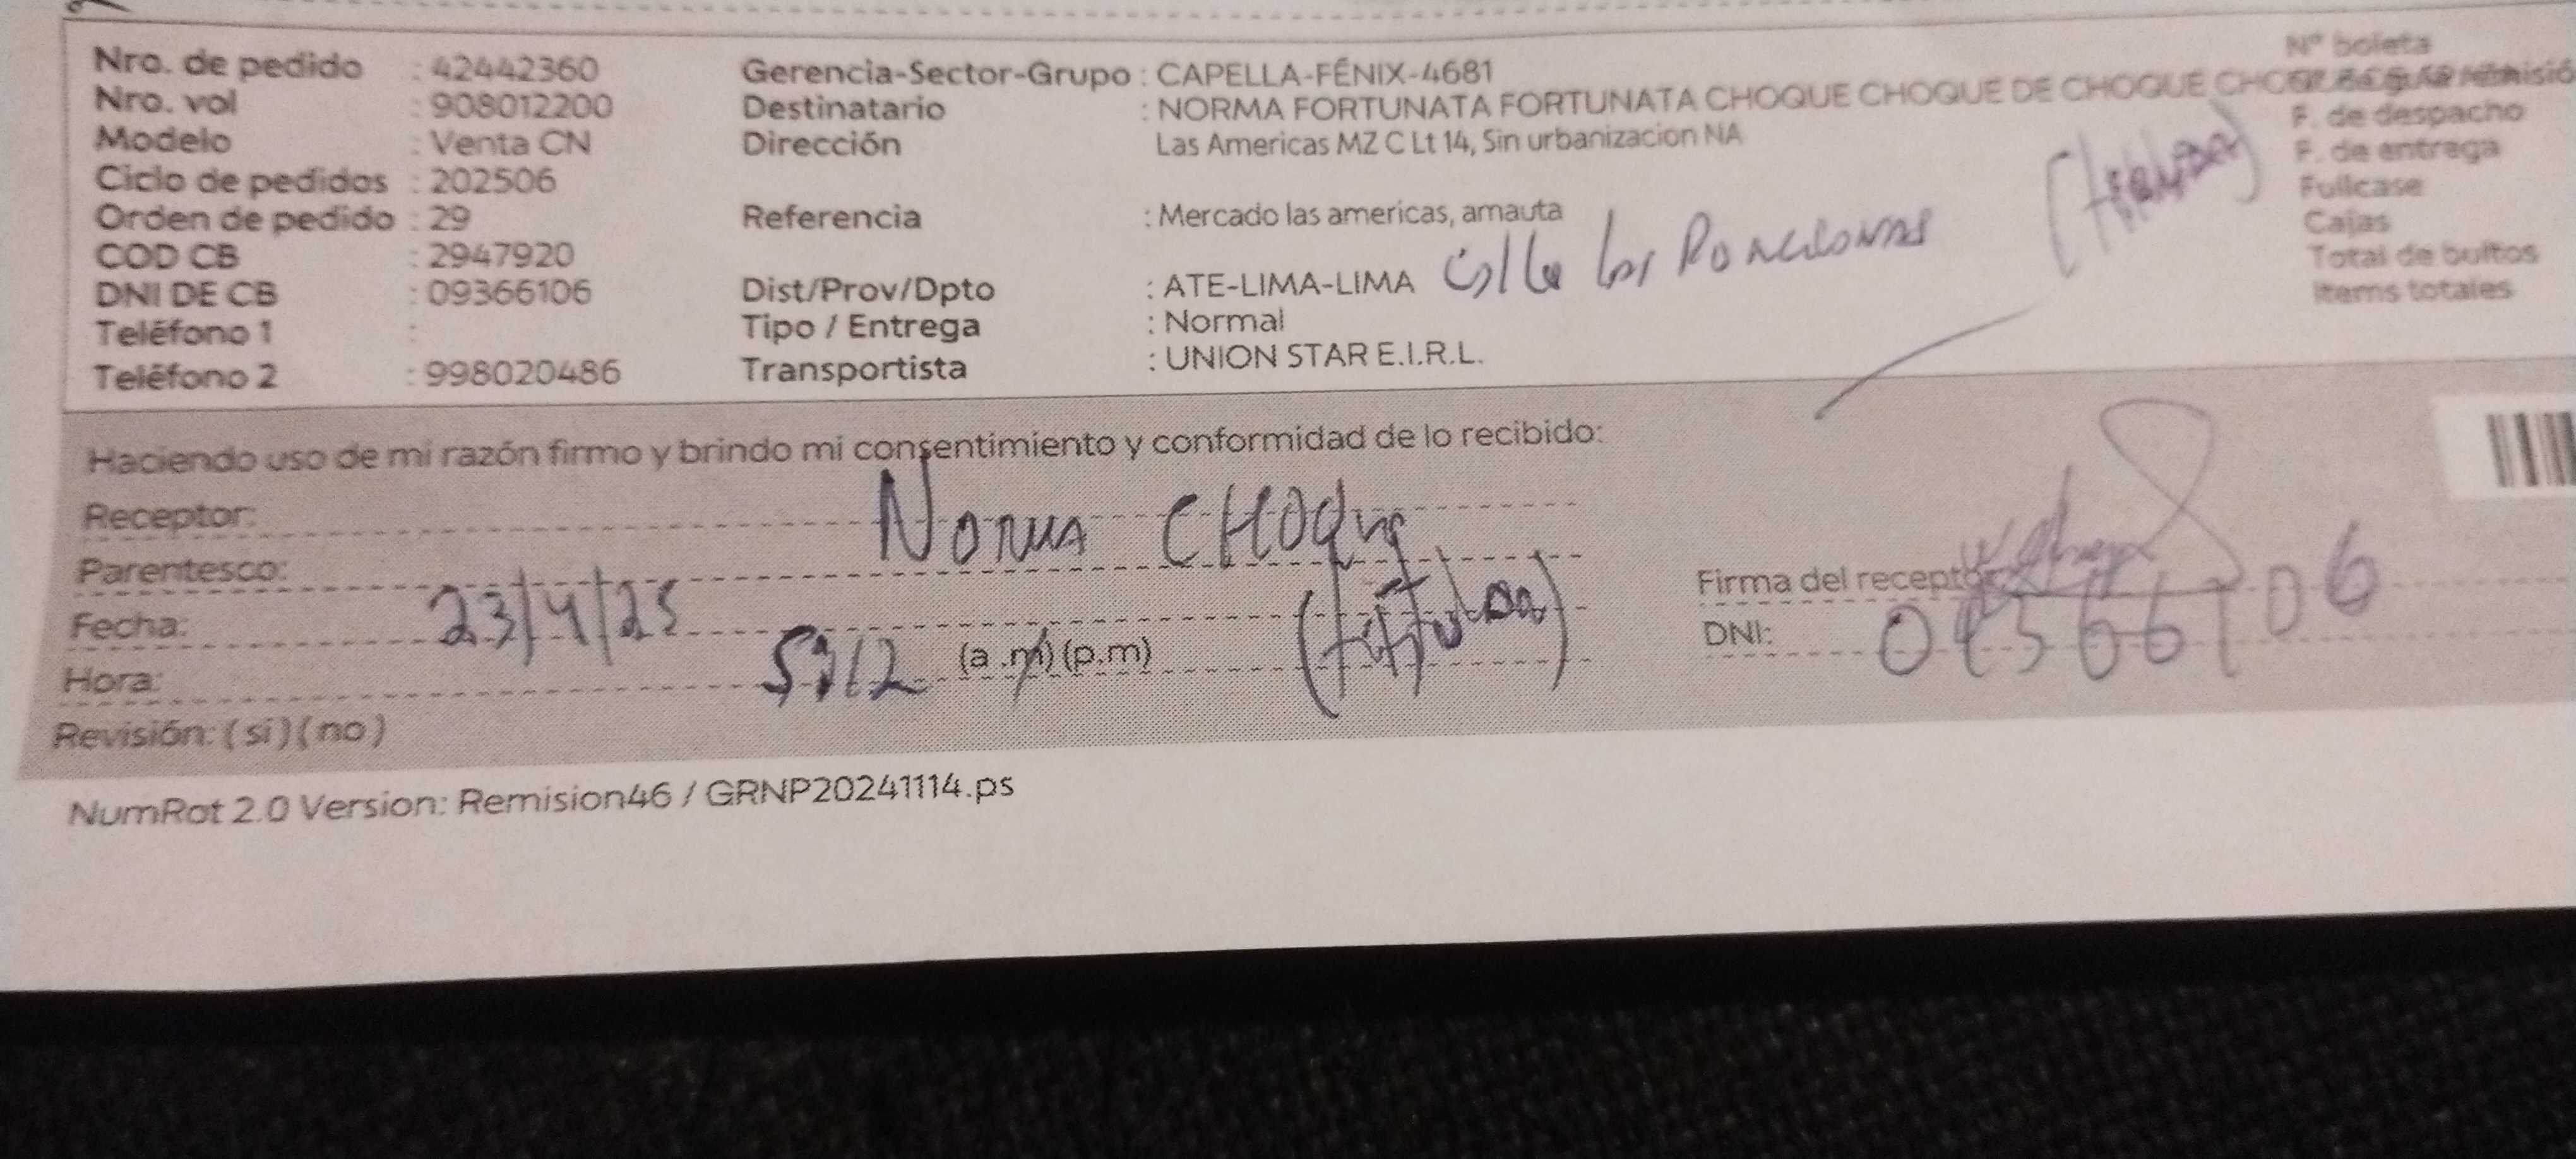 Nro. de pedido : 42442360 Gerencia-Sector-Grupo : CAPELLA-FÉNIX-4681 N° boleta
Nro. vol : 908012200 Destinatario : NORMA FORTUNATA FORTUNATA CHOQUE CHOQUE DE CHOQUE
Modelo : Venta CN Dirección Las Americas MZ C Lt 14, Sin urbanizacion NA F. de despacho
Ciclo de pedidos : 202506 F. de entrega
Orden de pedido : 29 Referencia : Mercado las americas, amauta Fullcase
COD CB : 2947920 Cajas
DNI DE CB : 09366106 Dist/Prov/Dpto : ATE-LIMA-LIMA Total de bultos
Teléfono 1 : Tipo / Entrega : Normal Items totales
Teléfono 2 : 998020486 Transportista : UNION STAR E.I.R.L.
Haciendo uso de mi razón firmo y brindo mi consentimiento y conformidad de lo recibido:
Receptor: NORMA CHOQUE
Parentesco: (titular)
Fecha: 23/4/25
Hora: 5:12 (a.m) (p.m)
Firma del receptor
DNI: 09366106
Revisión: ( si ) ( no )
NumRot 2.0 Version: Remision46 / GRNP20241114.ps